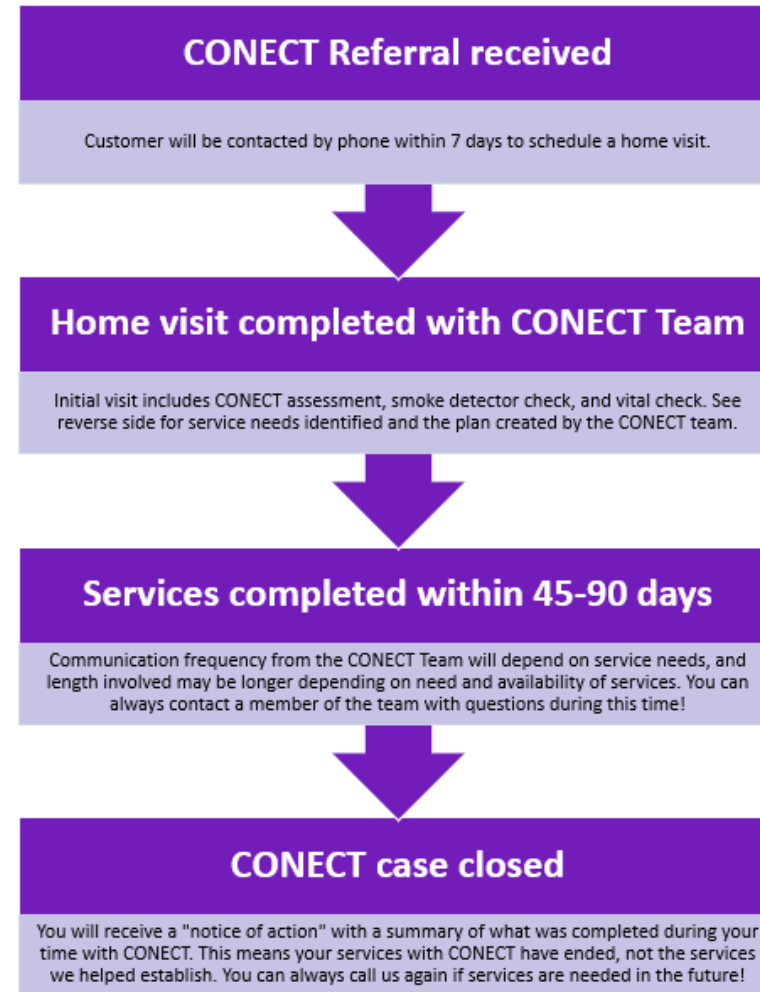 CONECT Referral received
Customer will be contacted by phone within 7 days to schedule a home visit.
Home visit completed with CONECT Team
Initial visit includes CONECT assessment, smoke detector check, and vital check. See
reverse side for service needs identified and the plan created by the CONECT team.
Services completed within 45-90 days
Communication frequency from the CONECT Team will depend on service needs, and
length involved may be longer depending on need and availability of services. You can
always contact a member of the team with questions during this time!
CONECT case closed
You will receive a "notice of action" with a summary of what was completed during your
time with CONECT. This means your services with CONECT have ended, not the services
we helped establish. You can always call us again if services are needed in the future!